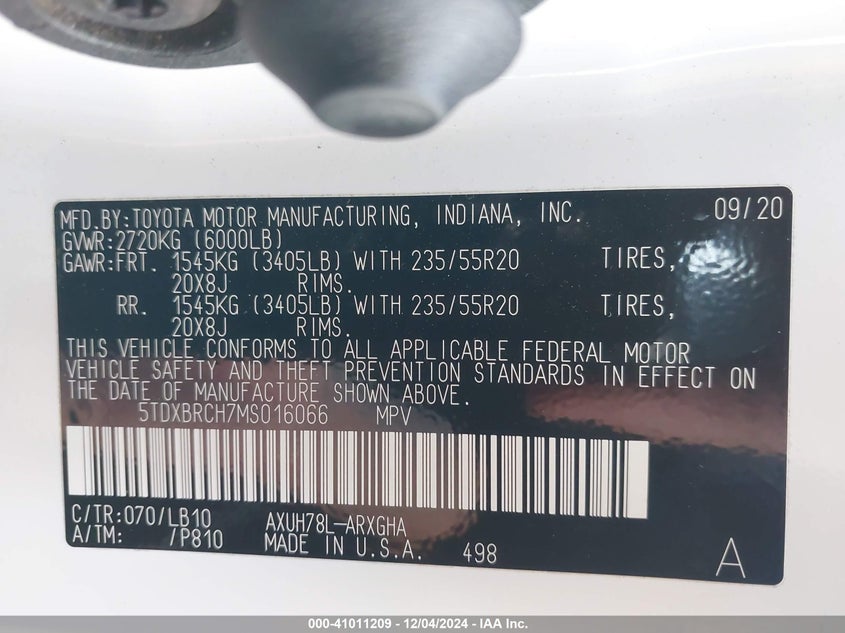 MFD.BY:TOYOTA MOTOR MANUFACTURING, INDIANA, INC. 09/20
GVWR:2720KG (6000LB)
GAWR:FRT. 1545KG (3405LB) WITH 235/55R20 TIRES,
20X8J RIMS.
RR. 1545KG (3405LB) WITH 235/55R20 TIRES,
20X8J RIMS.
THIS VEHICLE CONFORMS TO ALL APPLICABLE FEDERAL MOTOR
VEHICLE SAFETY AND THEFT PREVENTION STANDARDS IN EFFECT ON
THE DATE OF MANUFACTURE SHOWN ABOVE.
5TDXBRCH7MS016066 MPV
C/TR:070/LB10 AXUH78L-ARXGHA
A/TM: /P810 MADE IN U.S.A. 498 A
000-41011209 - 12/04/2024 - IAA Inc.